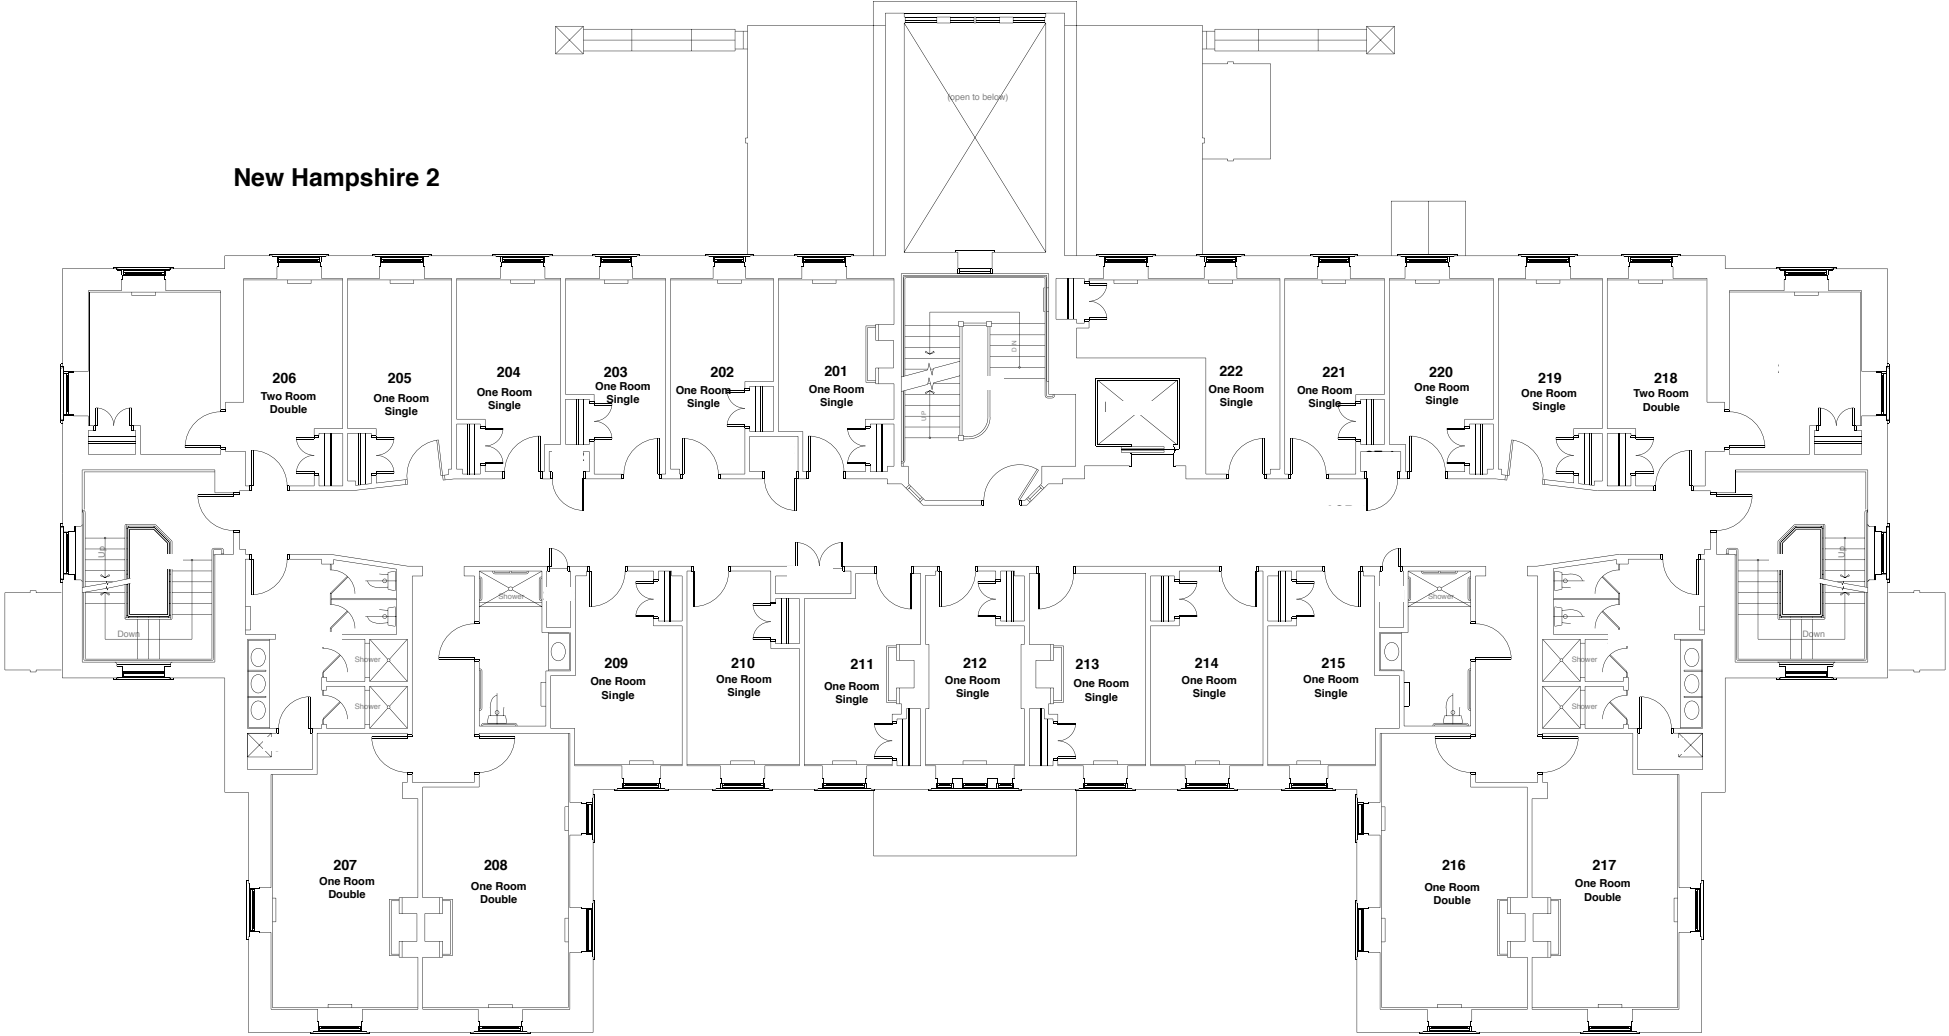 (open to below)
New Hampshire 2
206
Two Room
Double
205
One Room
Single
204
One Room
Single
203
One Room
Single
202
One Room
Single
201
One Room
Single
UP
DN
222
One Room
Single
221
One Room
Single
220
One Room
Single
219
One Room
Single
218
Two Room
Double
Up
Down
Shower
Shower
Shower
209
One Room
Single
210
One Room
Single
211
One Room
Single
212
One Room
Single
213
One Room
Single
214
One Room
Single
215
One Room
Single
Shower
Shower
Shower
Up
Down
207
One Room
Double
208
One Room
Double
216
One Room
Double
217
One Room
Double